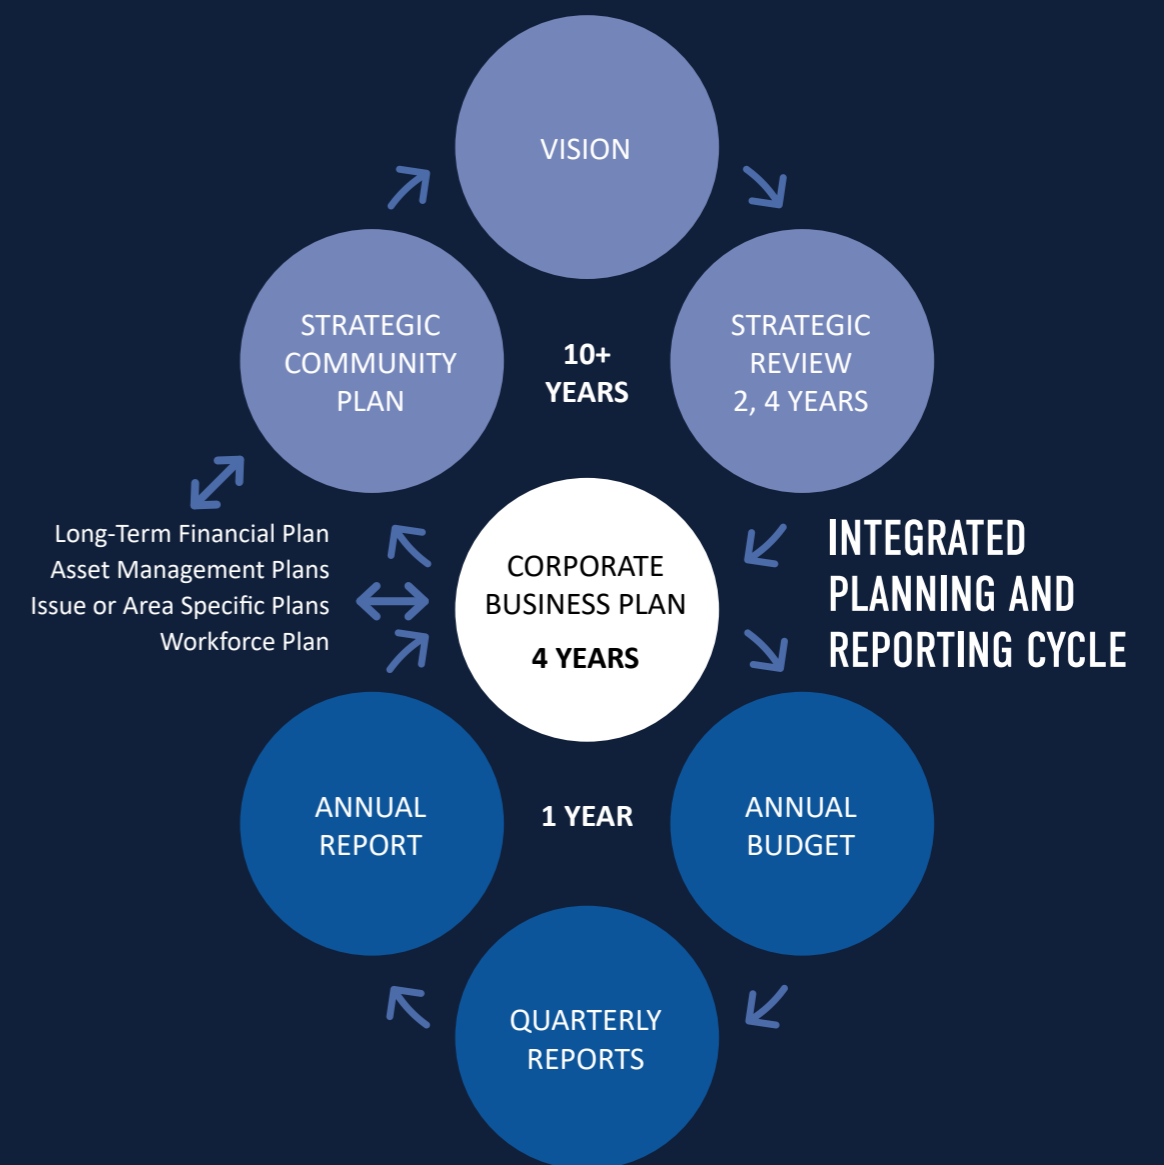 VISION
STRATEGIC
COMMUNITY
PLAN
10+
YEARS
STRATEGIC
REVIEW
2, 4 YEARS
Long-Term Financial Plan
Asset Management Plans
Issue or Area Specific Plans
Workforce Plan
CORPORATE
BUSINESS PLAN
4 YEARS
INTEGRATED
PLANNING AND
REPORTING CYCLE
ANNUAL
REPORT
1 YEAR
ANNUAL
BUDGET
QUARTERLY
REPORTS